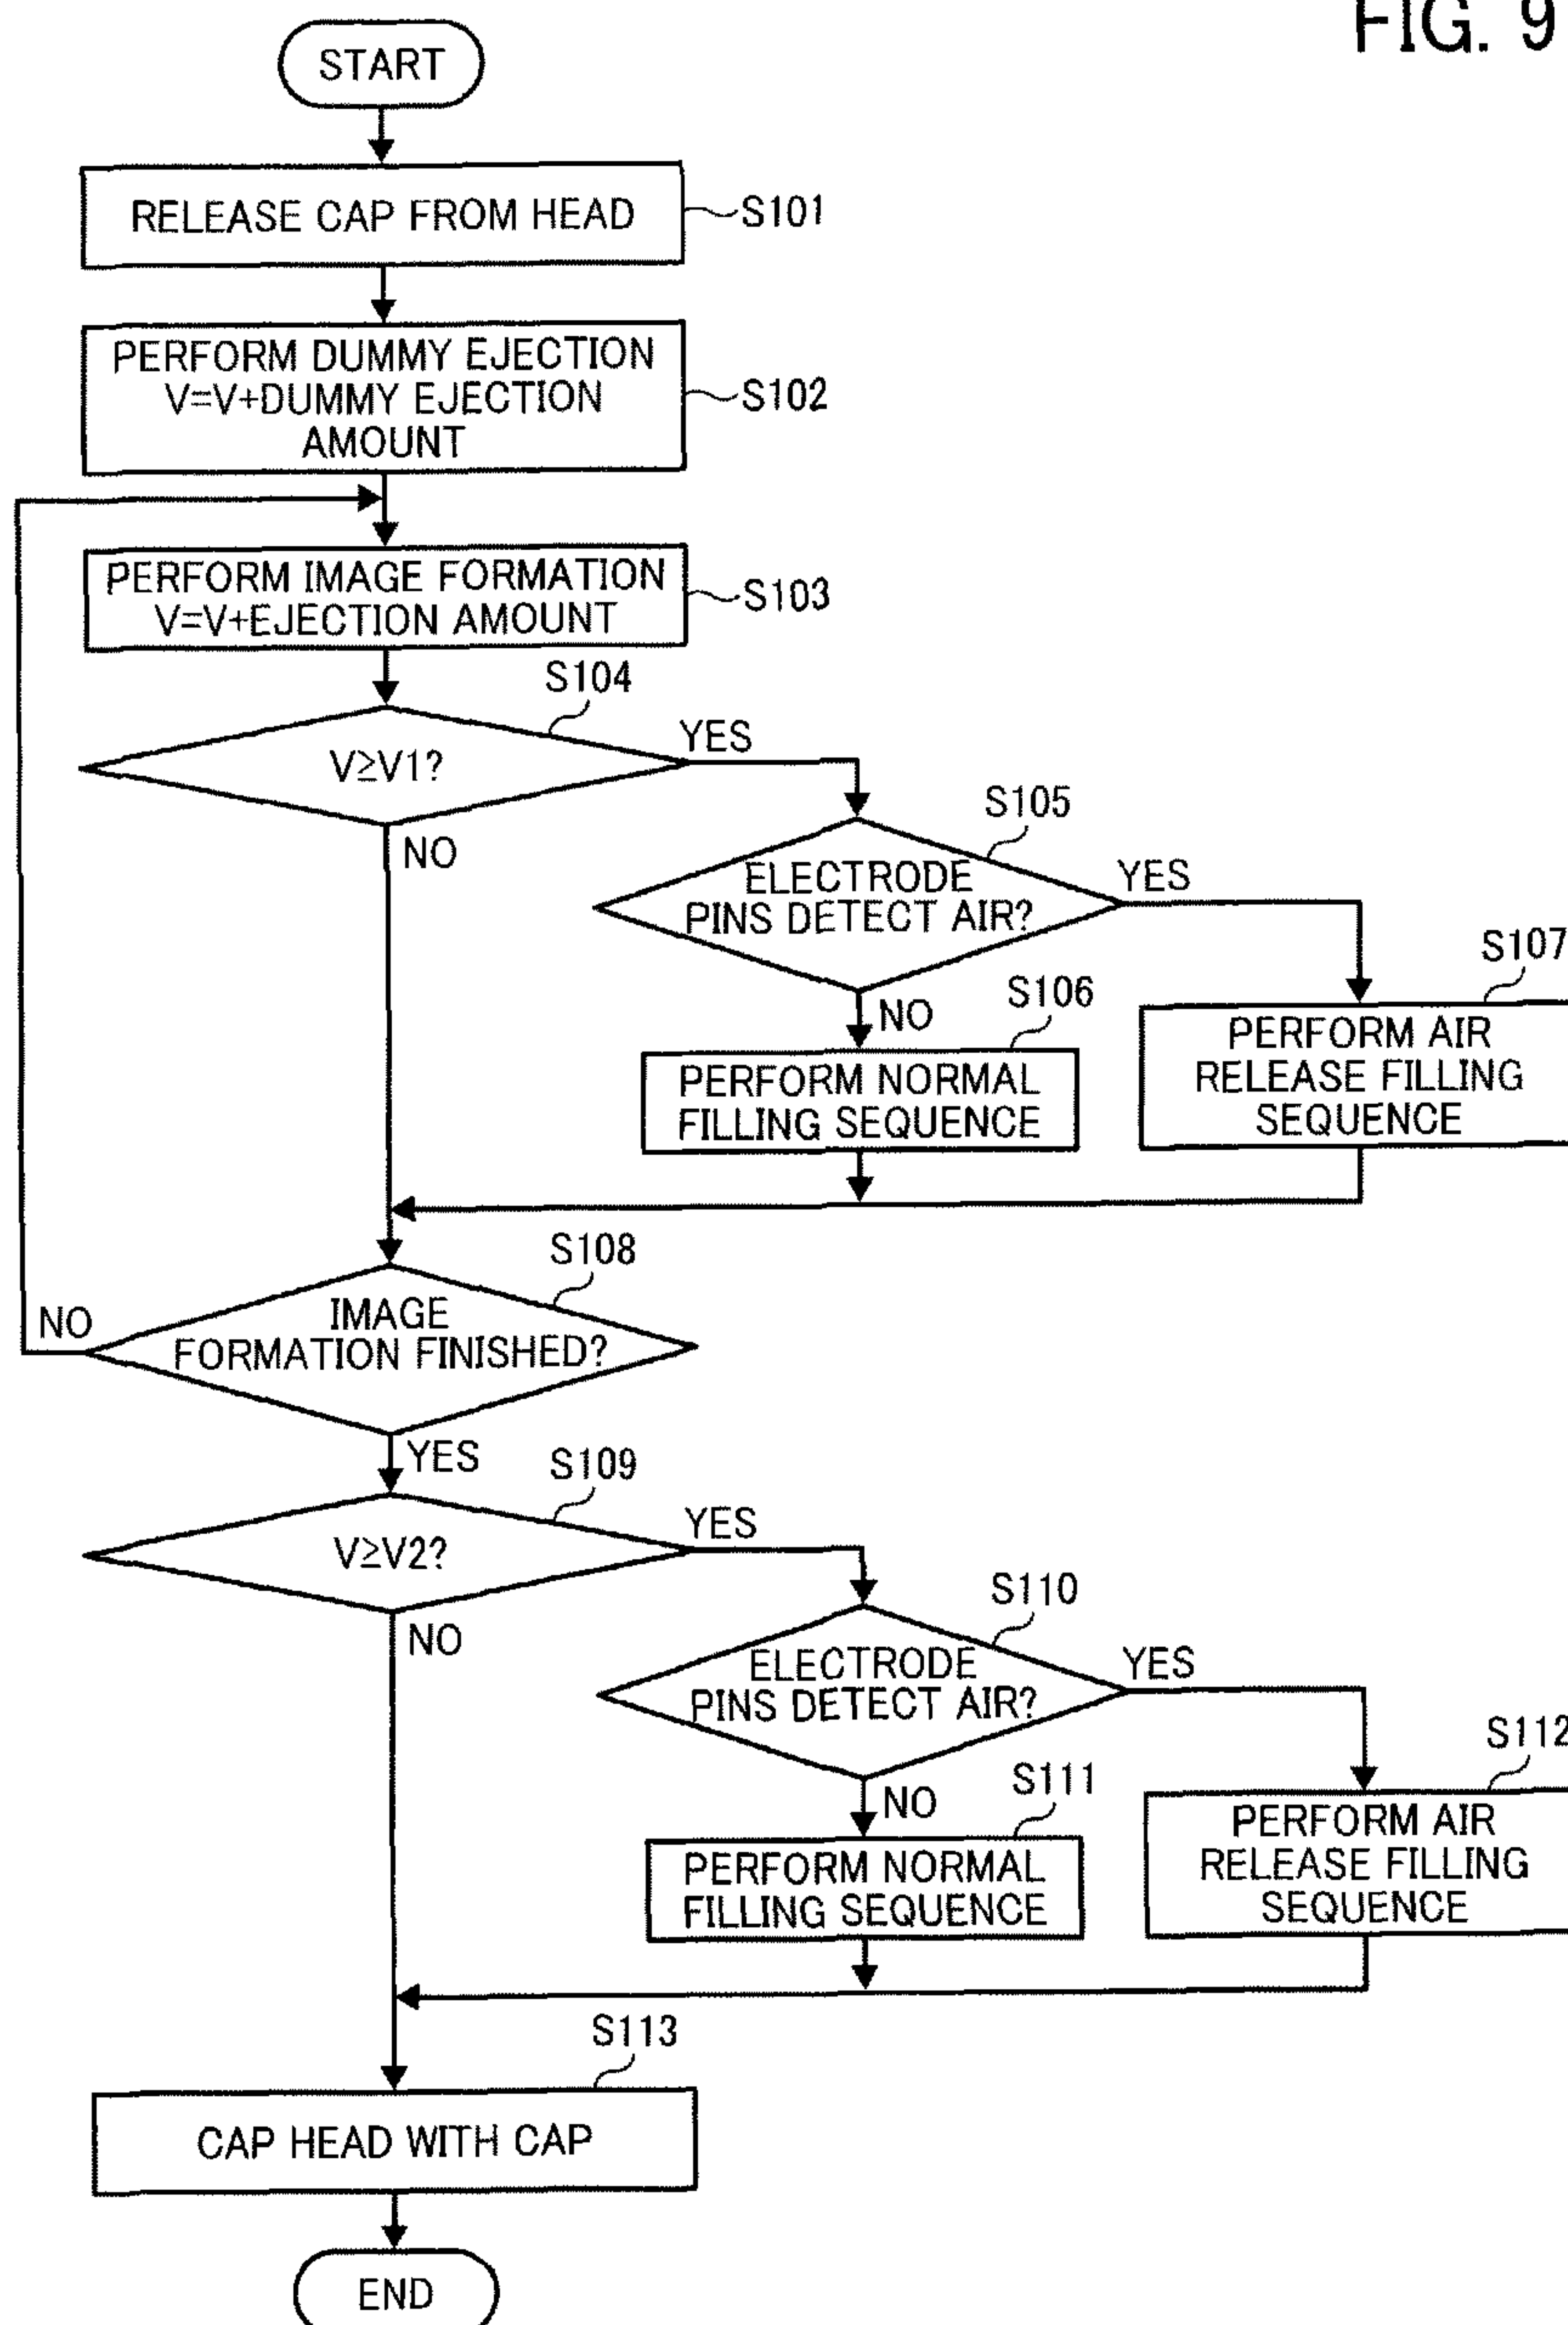 FIG. 9
START
RELEASE CAP FROM HEAD
S101
PERFORM DUMMY EJECTION
V=V+DUMMY EJECTION
AMOUNT
S102
PERFORM IMAGE FORMATION
V=V+EJECTION AMOUNT
S103
S104
V≥V1?
YES
NO
S105
ELECTRODE
PINS DETECT AIR?
YES
NO
S106
PERFORM NORMAL
FILLING SEQUENCE
S107
PERFORM AIR
RELEASE FILLING
SEQUENCE
S108
IMAGE
FORMATION FINISHED?
NO
YES
S109
V≥V2?
YES
NO
S110
ELECTRODE
PINS DETECT AIR?
YES
NO
S111
PERFORM NORMAL
FILLING SEQUENCE
S112
PERFORM AIR
RELEASE FILLING
SEQUENCE
S113
CAP HEAD WITH CAP
END